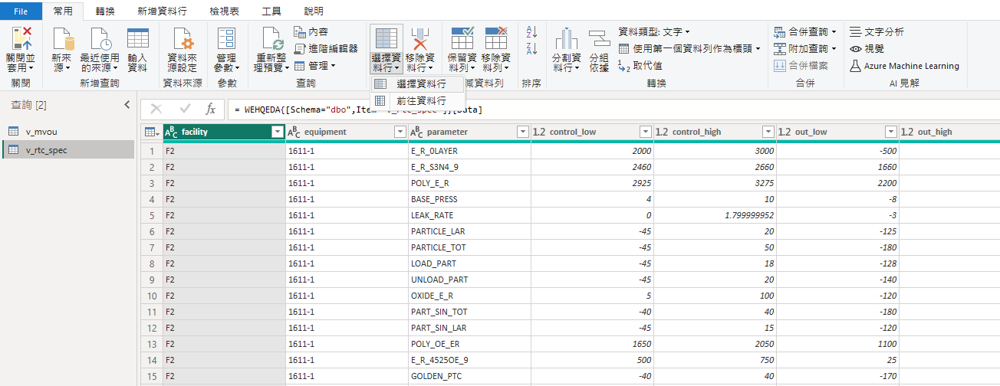 File 常用 轉換 新增資料行 檢視表 工具 說明
關閉並套用 新來源 最近使用的來源 輸入資料 資料來源設定 管理參數 重新整理預覽 內容 進階編輯器 管理 選擇資料行 移除資料行 保留資料列 移除資料列 分割資料行 分組依據 資料類型: 文字 使用第一個資料列作為標頭 取代值 合併查詢 附加查詢 合併檔案 文字分析 視覺 Azure Machine Learning
關閉 新增查詢 資料來源 參數 查詢 減資料列 排序 轉換 合併 AI 見解
選擇資料行
前往資料行
查詢 [2]
v_mvou
v_rtc_spec
= WEHQEDA{[Schema="dbo",Item="v_rtc_spec"]}[Data]
facility equipment parameter 1.2 control_low 1.2 control_high 1.2 out_low 1.2 out_high
1 F2 1611-1 E_R_0LAYER 2000 3000 -500
2 F2 1611-1 E_R_S3N4_9 2460 2660 1660
3 F2 1611-1 POLY_E_R 2925 3275 2200
4 F2 1611-1 BASE_PRESS 4 10 -8
5 F2 1611-1 LEAK_RATE 0 1.799999952 -3
6 F2 1611-1 PARTICLE_LAR -45 20 -125
7 F2 1611-1 PARTICLE_TOT -45 50 -180
8 F2 1611-1 LOAD_PART -45 18 -128
9 F2 1611-1 UNLOAD_PART -45 20 -140
10 F2 1611-1 OXIDE_E_R 5 100 -120
11 F2 1611-1 PART_SIN_TOT -40 40 -180
12 F2 1611-1 PART_SIN_LAR -45 15 -120
13 F2 1611-1 POLY_OE_ER 1650 2050 1100
14 F2 1611-1 E_R_4525OE_9 500 750 25
15 F2 1611-1 GOLDEN_PTC -40 40 -170